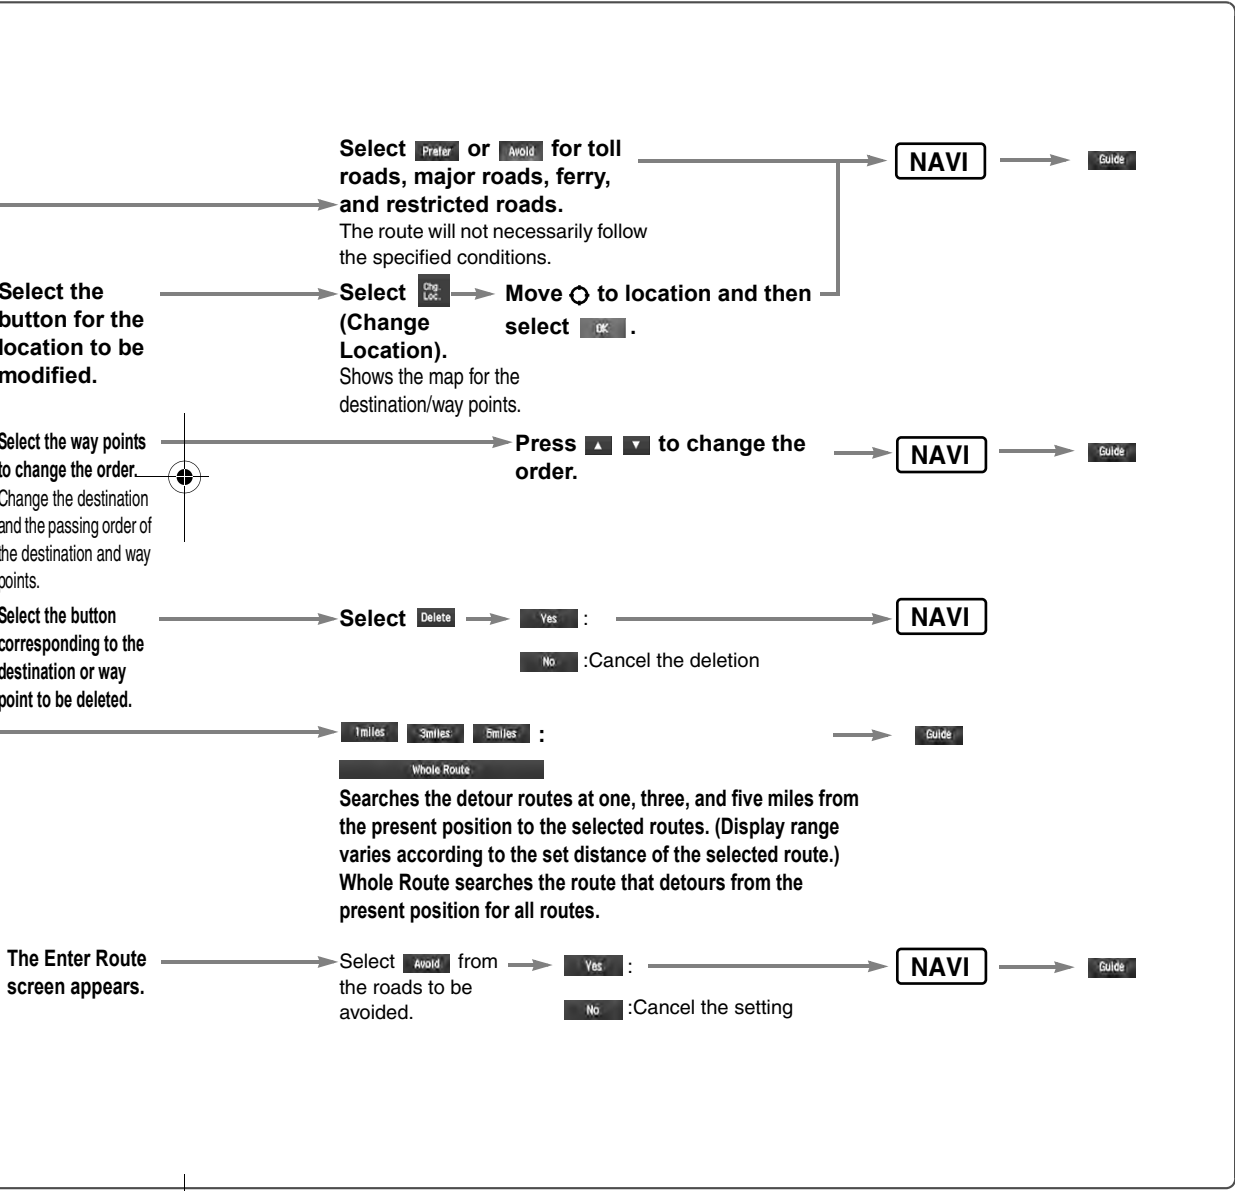 Select Prefer or Avoid for toll
roads, major roads, ferry,
and restricted roads.
The route will not necessarily follow
the specified conditions.
NAVI
Guide
Select the
button for the
location to be
modified.
Select Chg.
Loc.
(Change
Location).
Shows the map for the
destination/way points.
Move to location and then
select OK .
Select the way points
to change the order.
Change the destination
and the passing order of
the destination and way
points.
Press ▲ ▼ to change the
order.
NAVI
Guide
Select the button
corresponding to the
destination or way
point to be deleted.
Select Delete
Yes :
No :Cancel the deletion
NAVI
1miles 3miles 5miles :
Whole Route
Guide
Searches the detour routes at one, three, and five miles from
the present position to the selected routes. (Display range
varies according to the set distance of the selected route.)
Whole Route searches the route that detours from the
present position for all routes.
The Enter Route
screen appears.
Select Avoid from
the roads to be
avoided.
Yes :
No :Cancel the setting
NAVI
Guide